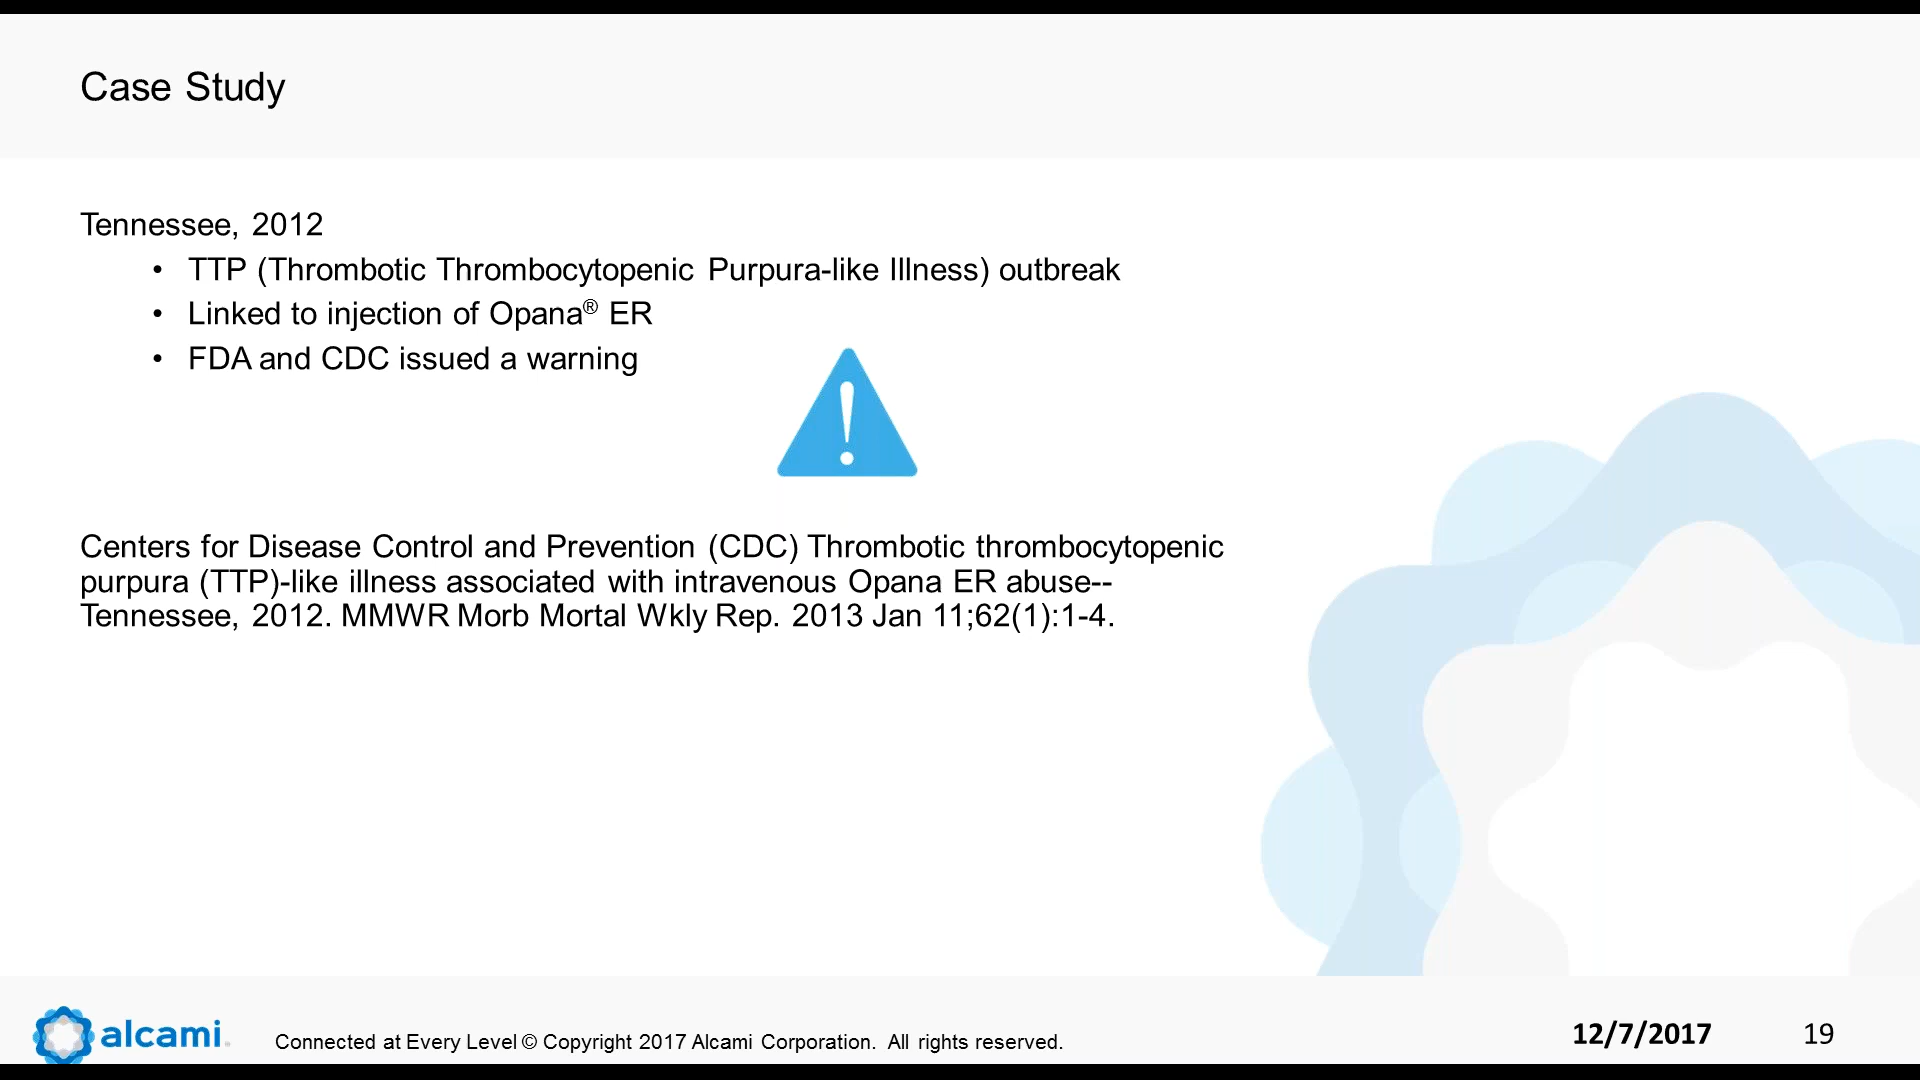 Case Study
Tennessee, 2012
• TTP (Thrombotic Thrombocytopenic Purpura-like Illness) outbreak
• Linked to injection of Opana® ER
• FDA and CDC issued a warning
Centers for Disease Control and Prevention (CDC) Thrombotic thrombocytopenic
purpura (TTP)-like illness associated with intravenous Opana ER abuse--
Tennessee, 2012. MMWR Morb Mortal Wkly Rep. 2013 Jan 11;62(1):1-4.
alcami
Connected at Every Level © Copyright 2017 Alcami Corporation. All rights reserved.
12/7/2017
19